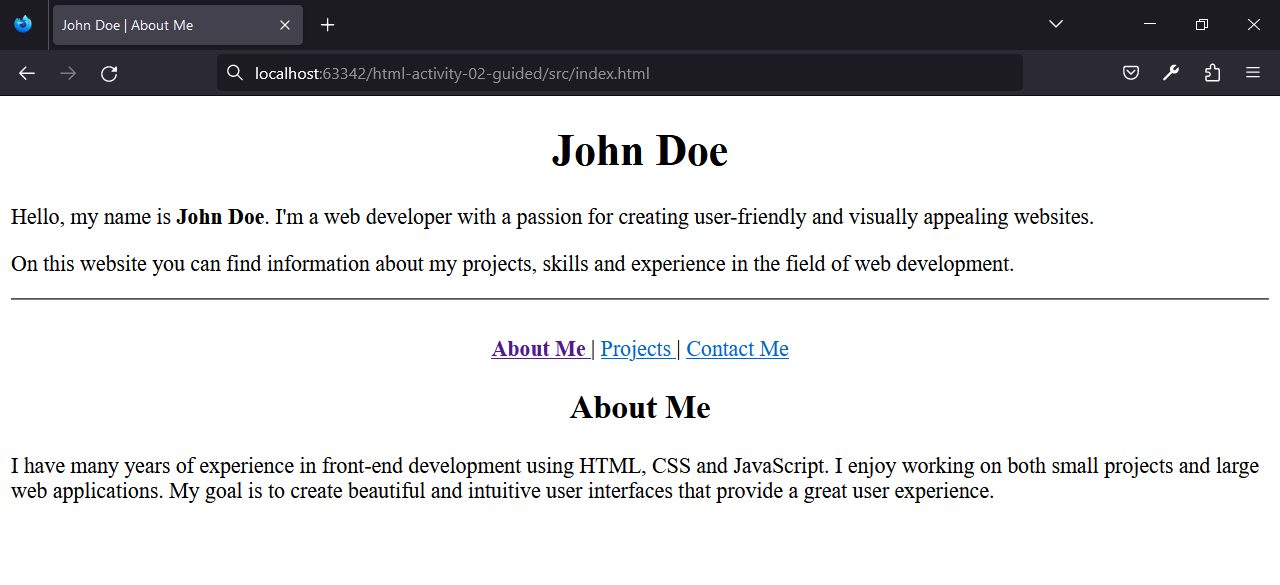 John Doe | About Me
localhost:63342/html-activity-02-guided/src/index.html
John Doe
Hello, my name is John Doe. I'm a web developer with a passion for creating user-friendly and visually appealing websites.
On this website you can find information about my projects, skills and experience in the field of web development.
About Me | Projects | Contact Me
About Me
I have many years of experience in front-end development using HTML, CSS and JavaScript. I enjoy working on both small projects and large
web applications. My goal is to create beautiful and intuitive user interfaces that provide a great user experience.